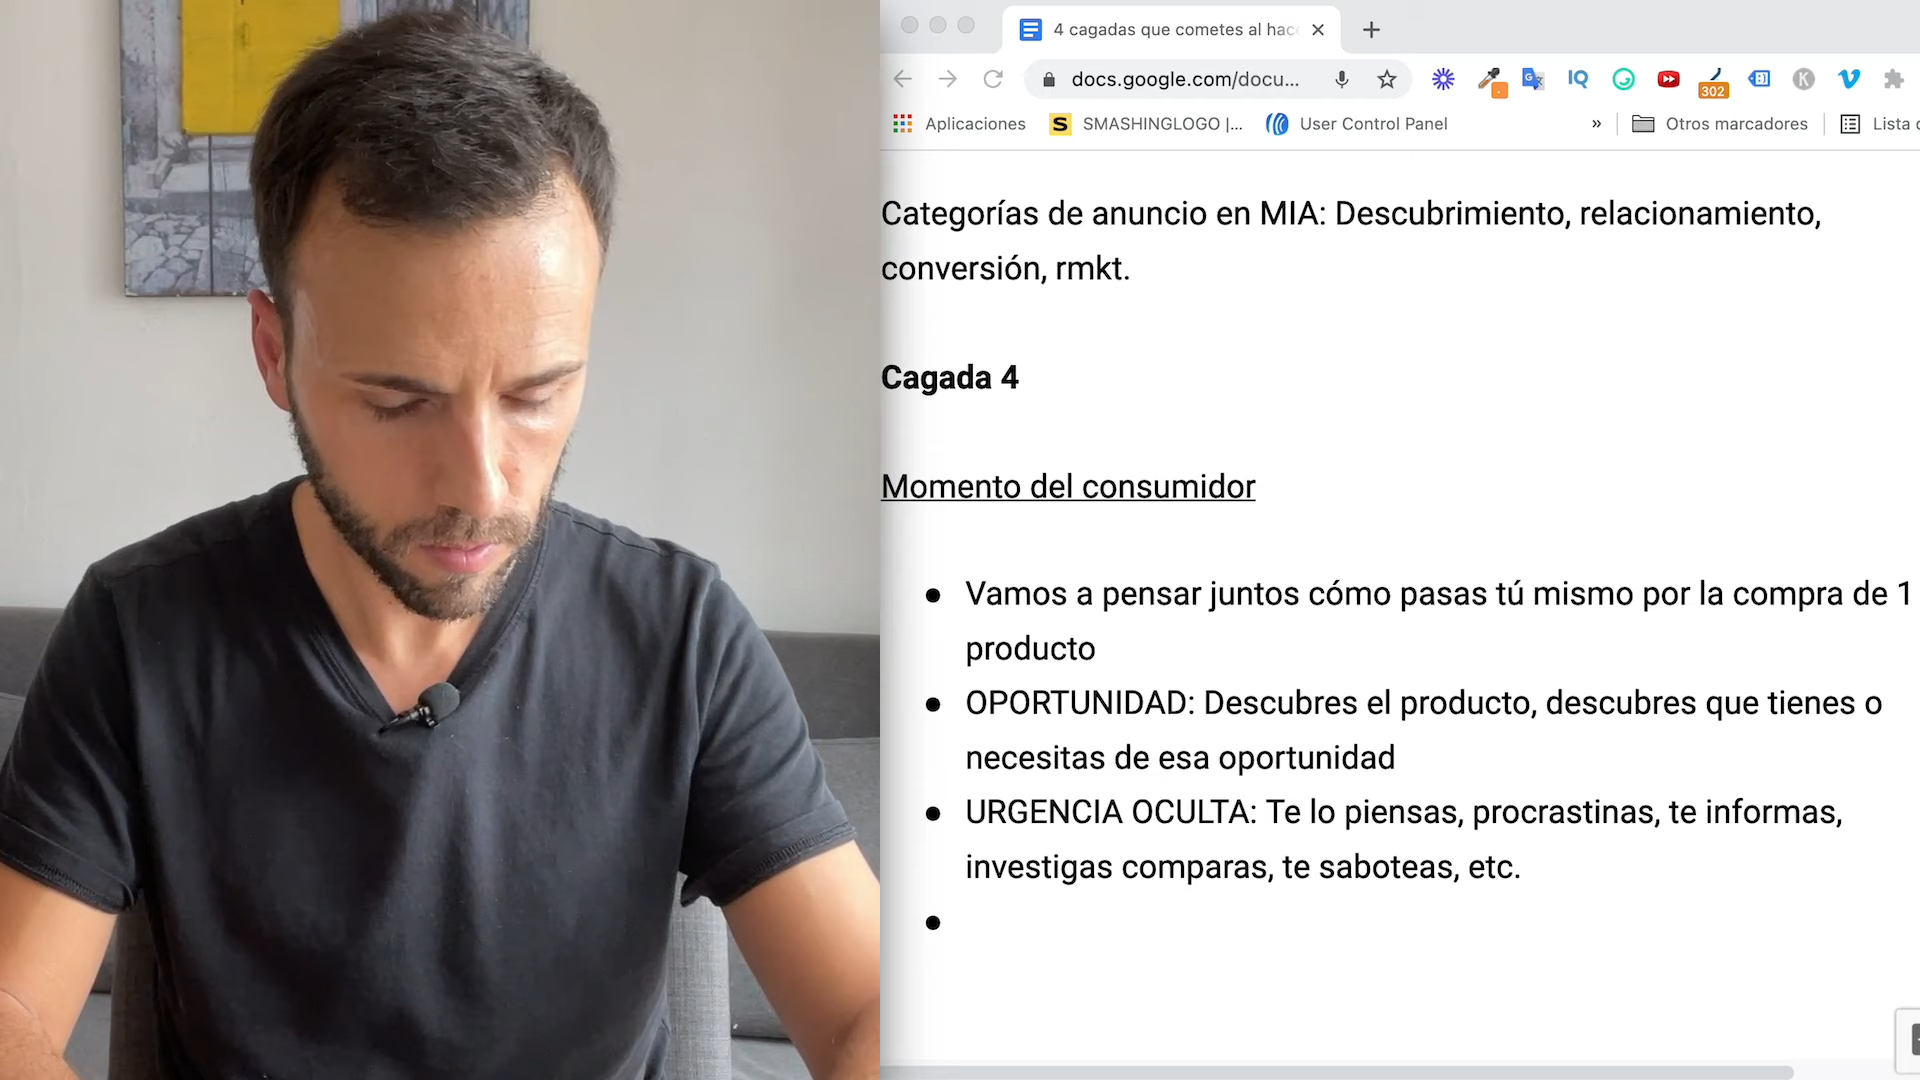 4 cagadas que cometes al hac
docs.google.com/docu...
302
Aplicaciones
SMASHINGLOGO |...
User Control Panel
»
Otros marcadores
Lista
Categorías de anuncio en MIA: Descubrimiento, relacionamiento,
conversión, rmkt.
Cagada 4
Momento del consumidor
● Vamos a pensar juntos cómo pasas tú mismo por la compra de 1
producto
● OPORTUNIDAD: Descubres el producto, descubres que tienes o
necesitas de esa oportunidad
● URGENCIA OCULTA: Te lo piensas, procrastinas, te informas,
investigas comparas, te saboteas, etc.
●